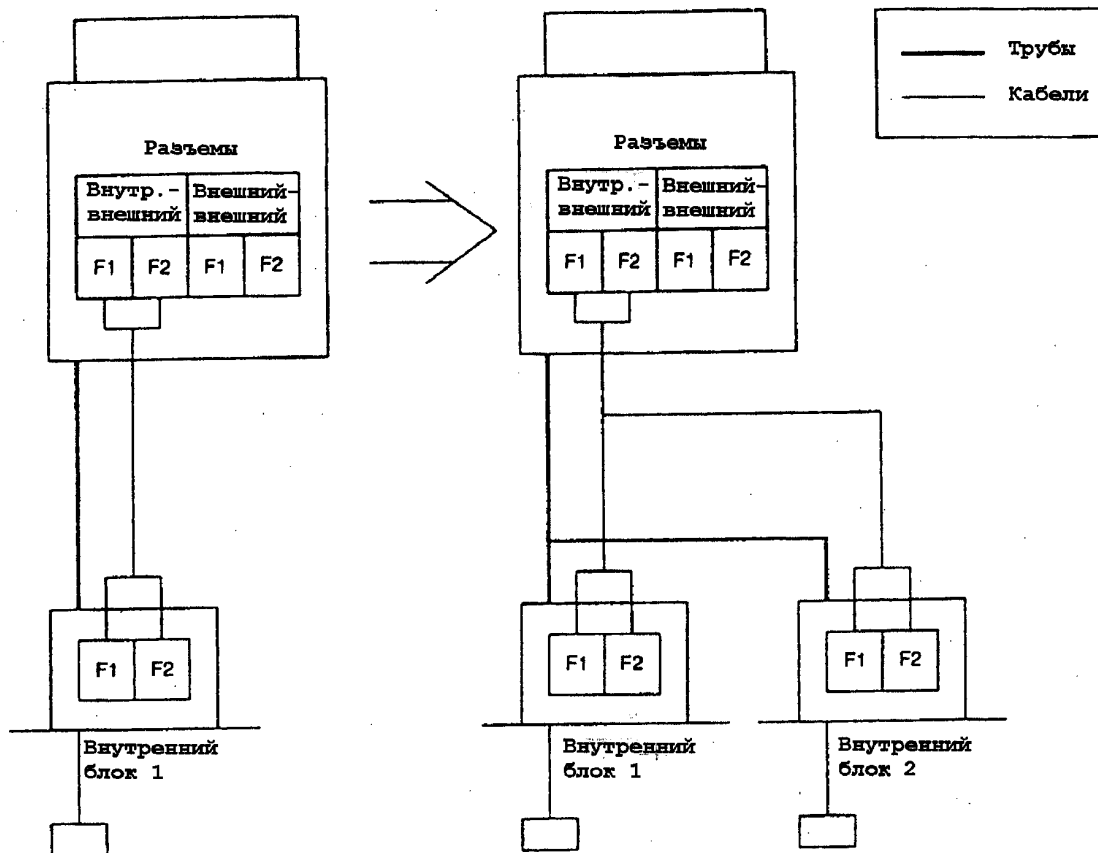 Трубы
Кабели
Разъемы
Внутр.-
внешний
Внешний-
внешний
F1 F2 F1 F2
F1 F2
Внутренний
блок 1
Разъемы
Внутр.-
внешний
Внешний-
внешний
F1 F2 F1 F2
F1 F2
Внутренний
блок 1
F1 F2
Внутренний
блок 2